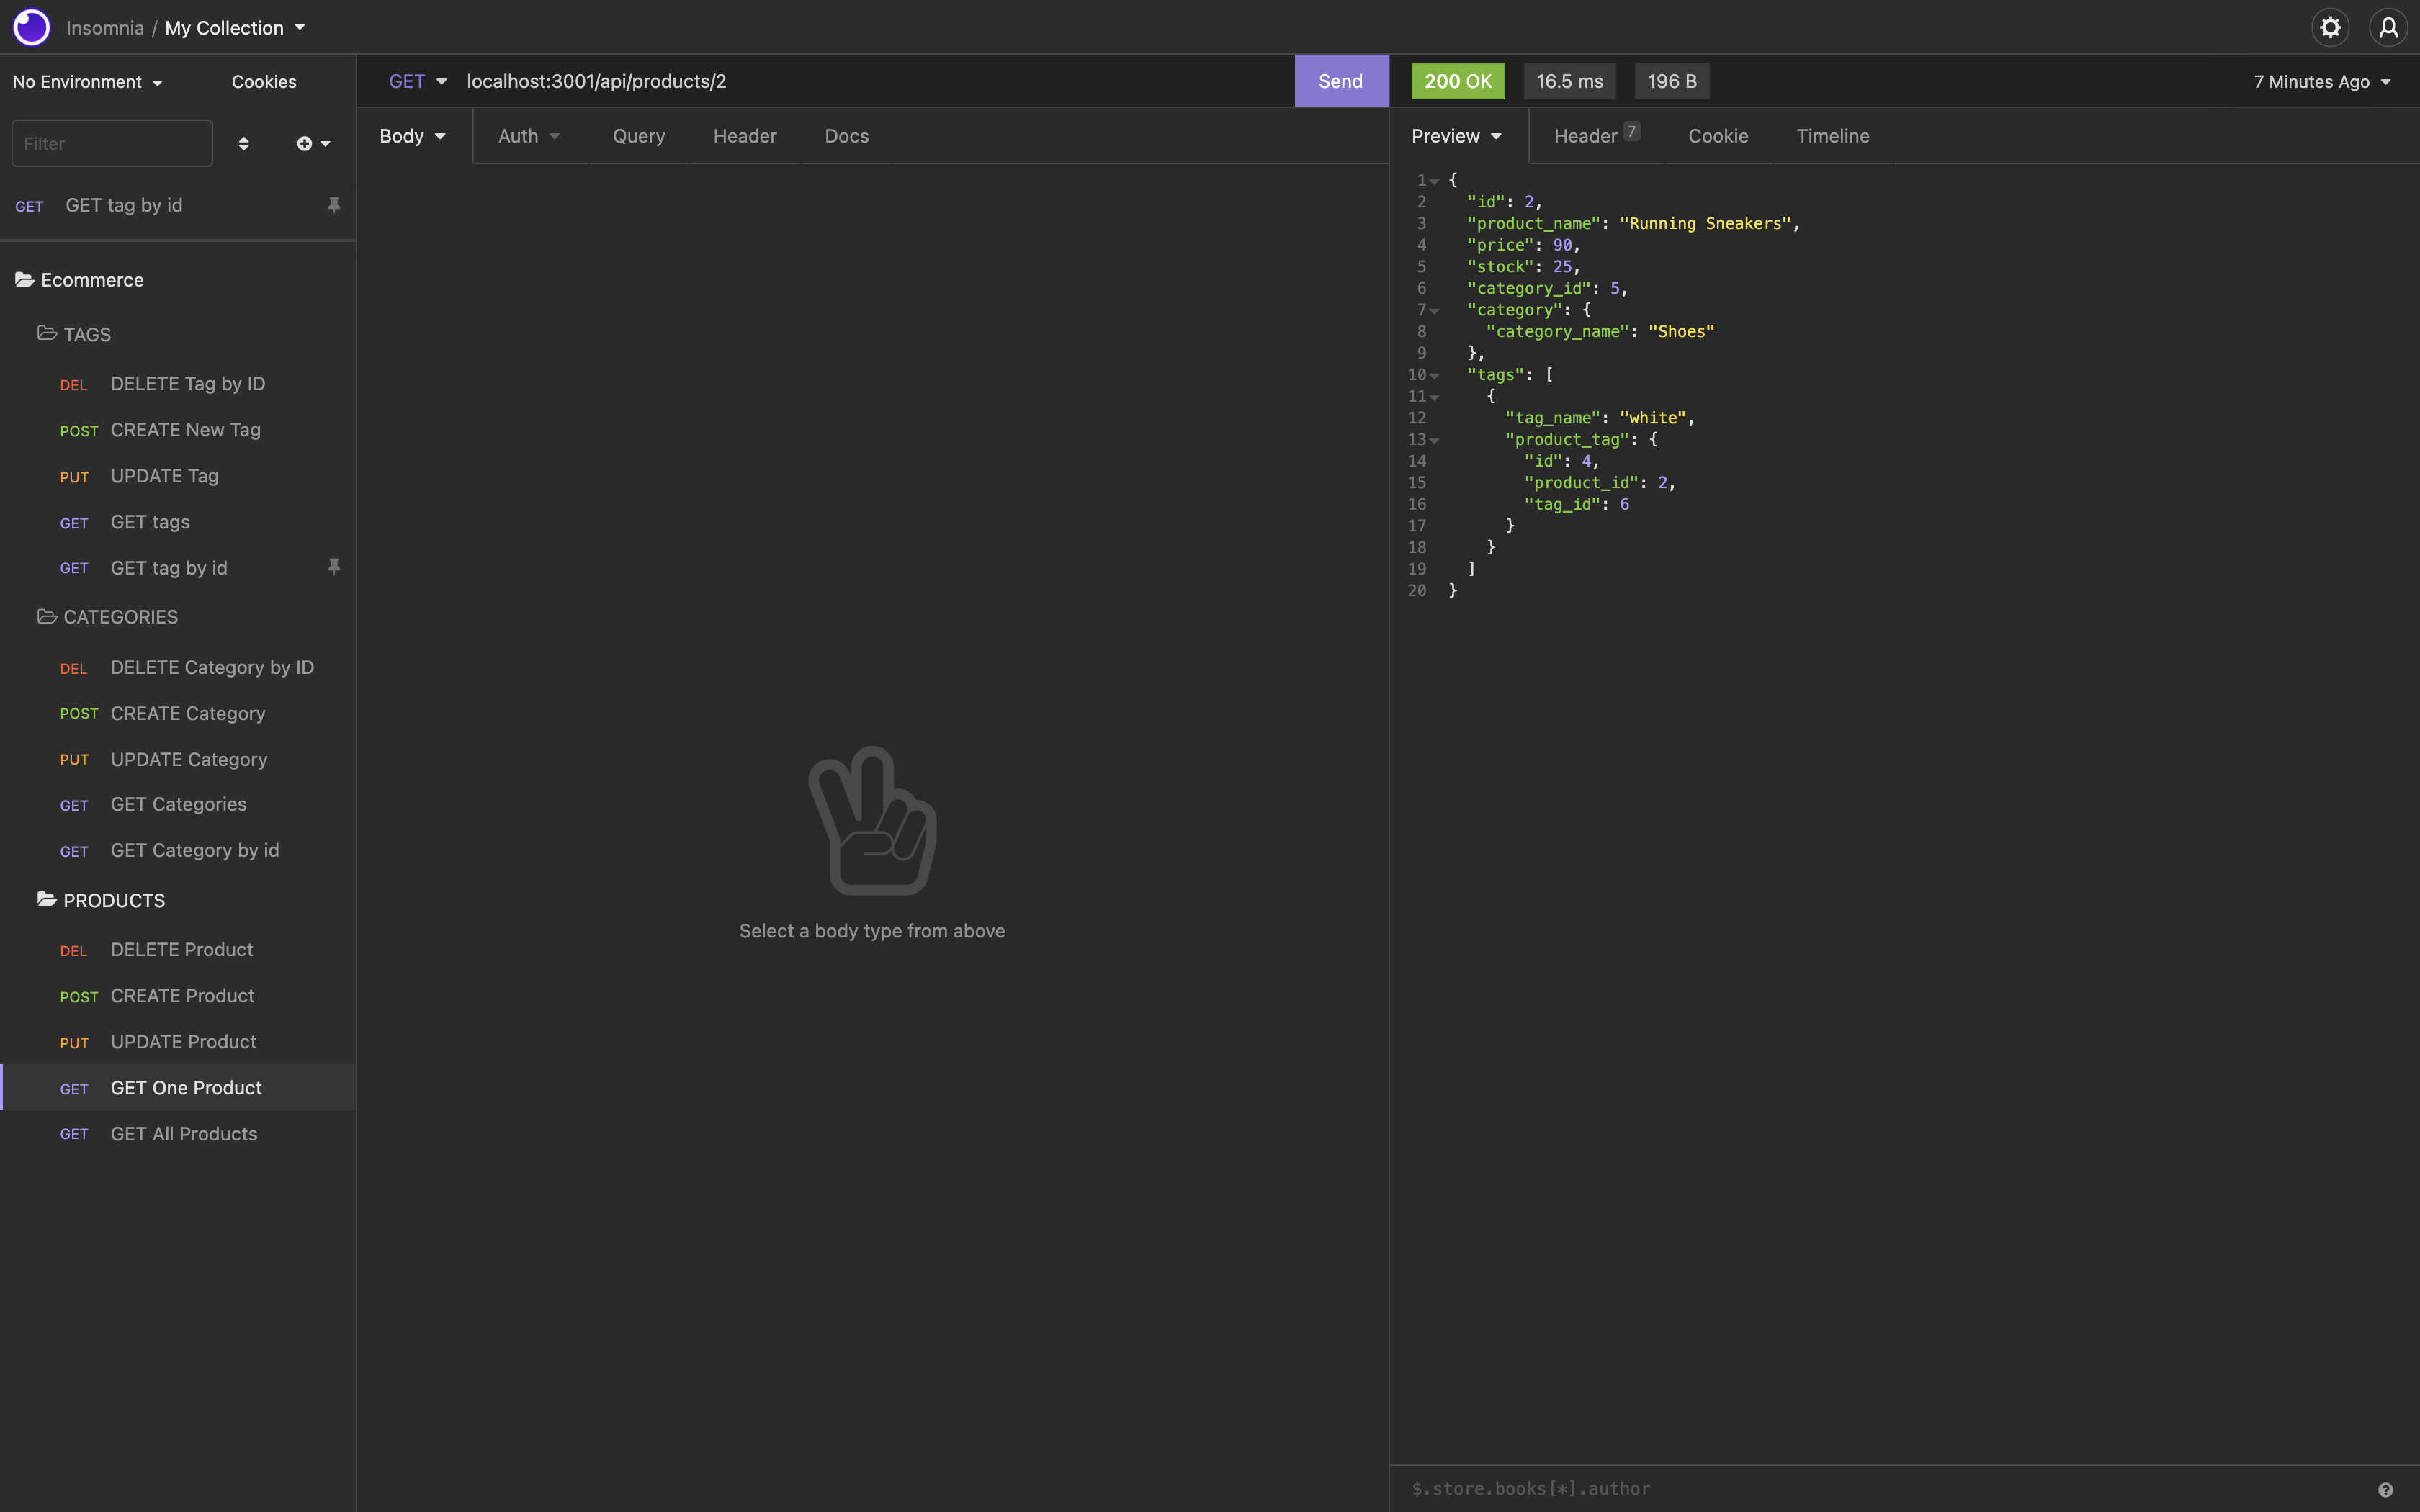 Insomnia / My Collection
No Environment
Cookies
Filter
GET GET tag by id
Ecommerce
TAGS
DEL DELETE Tag by ID
POST CREATE New Tag
PUT UPDATE Tag
GET GET tags
GET GET tag by id
CATEGORIES
DEL DELETE Category by ID
POST CREATE Category
PUT UPDATE Category
GET GET Categories
GET GET Category by id
PRODUCTS
DEL DELETE Product
POST CREATE Product
PUT UPDATE Product
GET GET One Product
GET GET All Products
GET localhost:3001/api/products/2 Send
Body Auth Query Header Docs
Select a body type from above
200 OK 16.5 ms 196 B 7 Minutes Ago
Preview Header 7 Cookie Timeline
1 {
2 "id": 2,
3 "product_name": "Running Sneakers",
4 "price": 90,
5 "stock": 25,
6 "category_id": 5,
7 "category": {
8 "category_name": "Shoes"
9 },
10 "tags": [
11 {
12 "tag_name": "white",
13 "product_tag": {
14 "id": 4,
15 "product_id": 2,
16 "tag_id": 6
17 }
18 }
19 ]
20 }
$.store.books[*].author ?